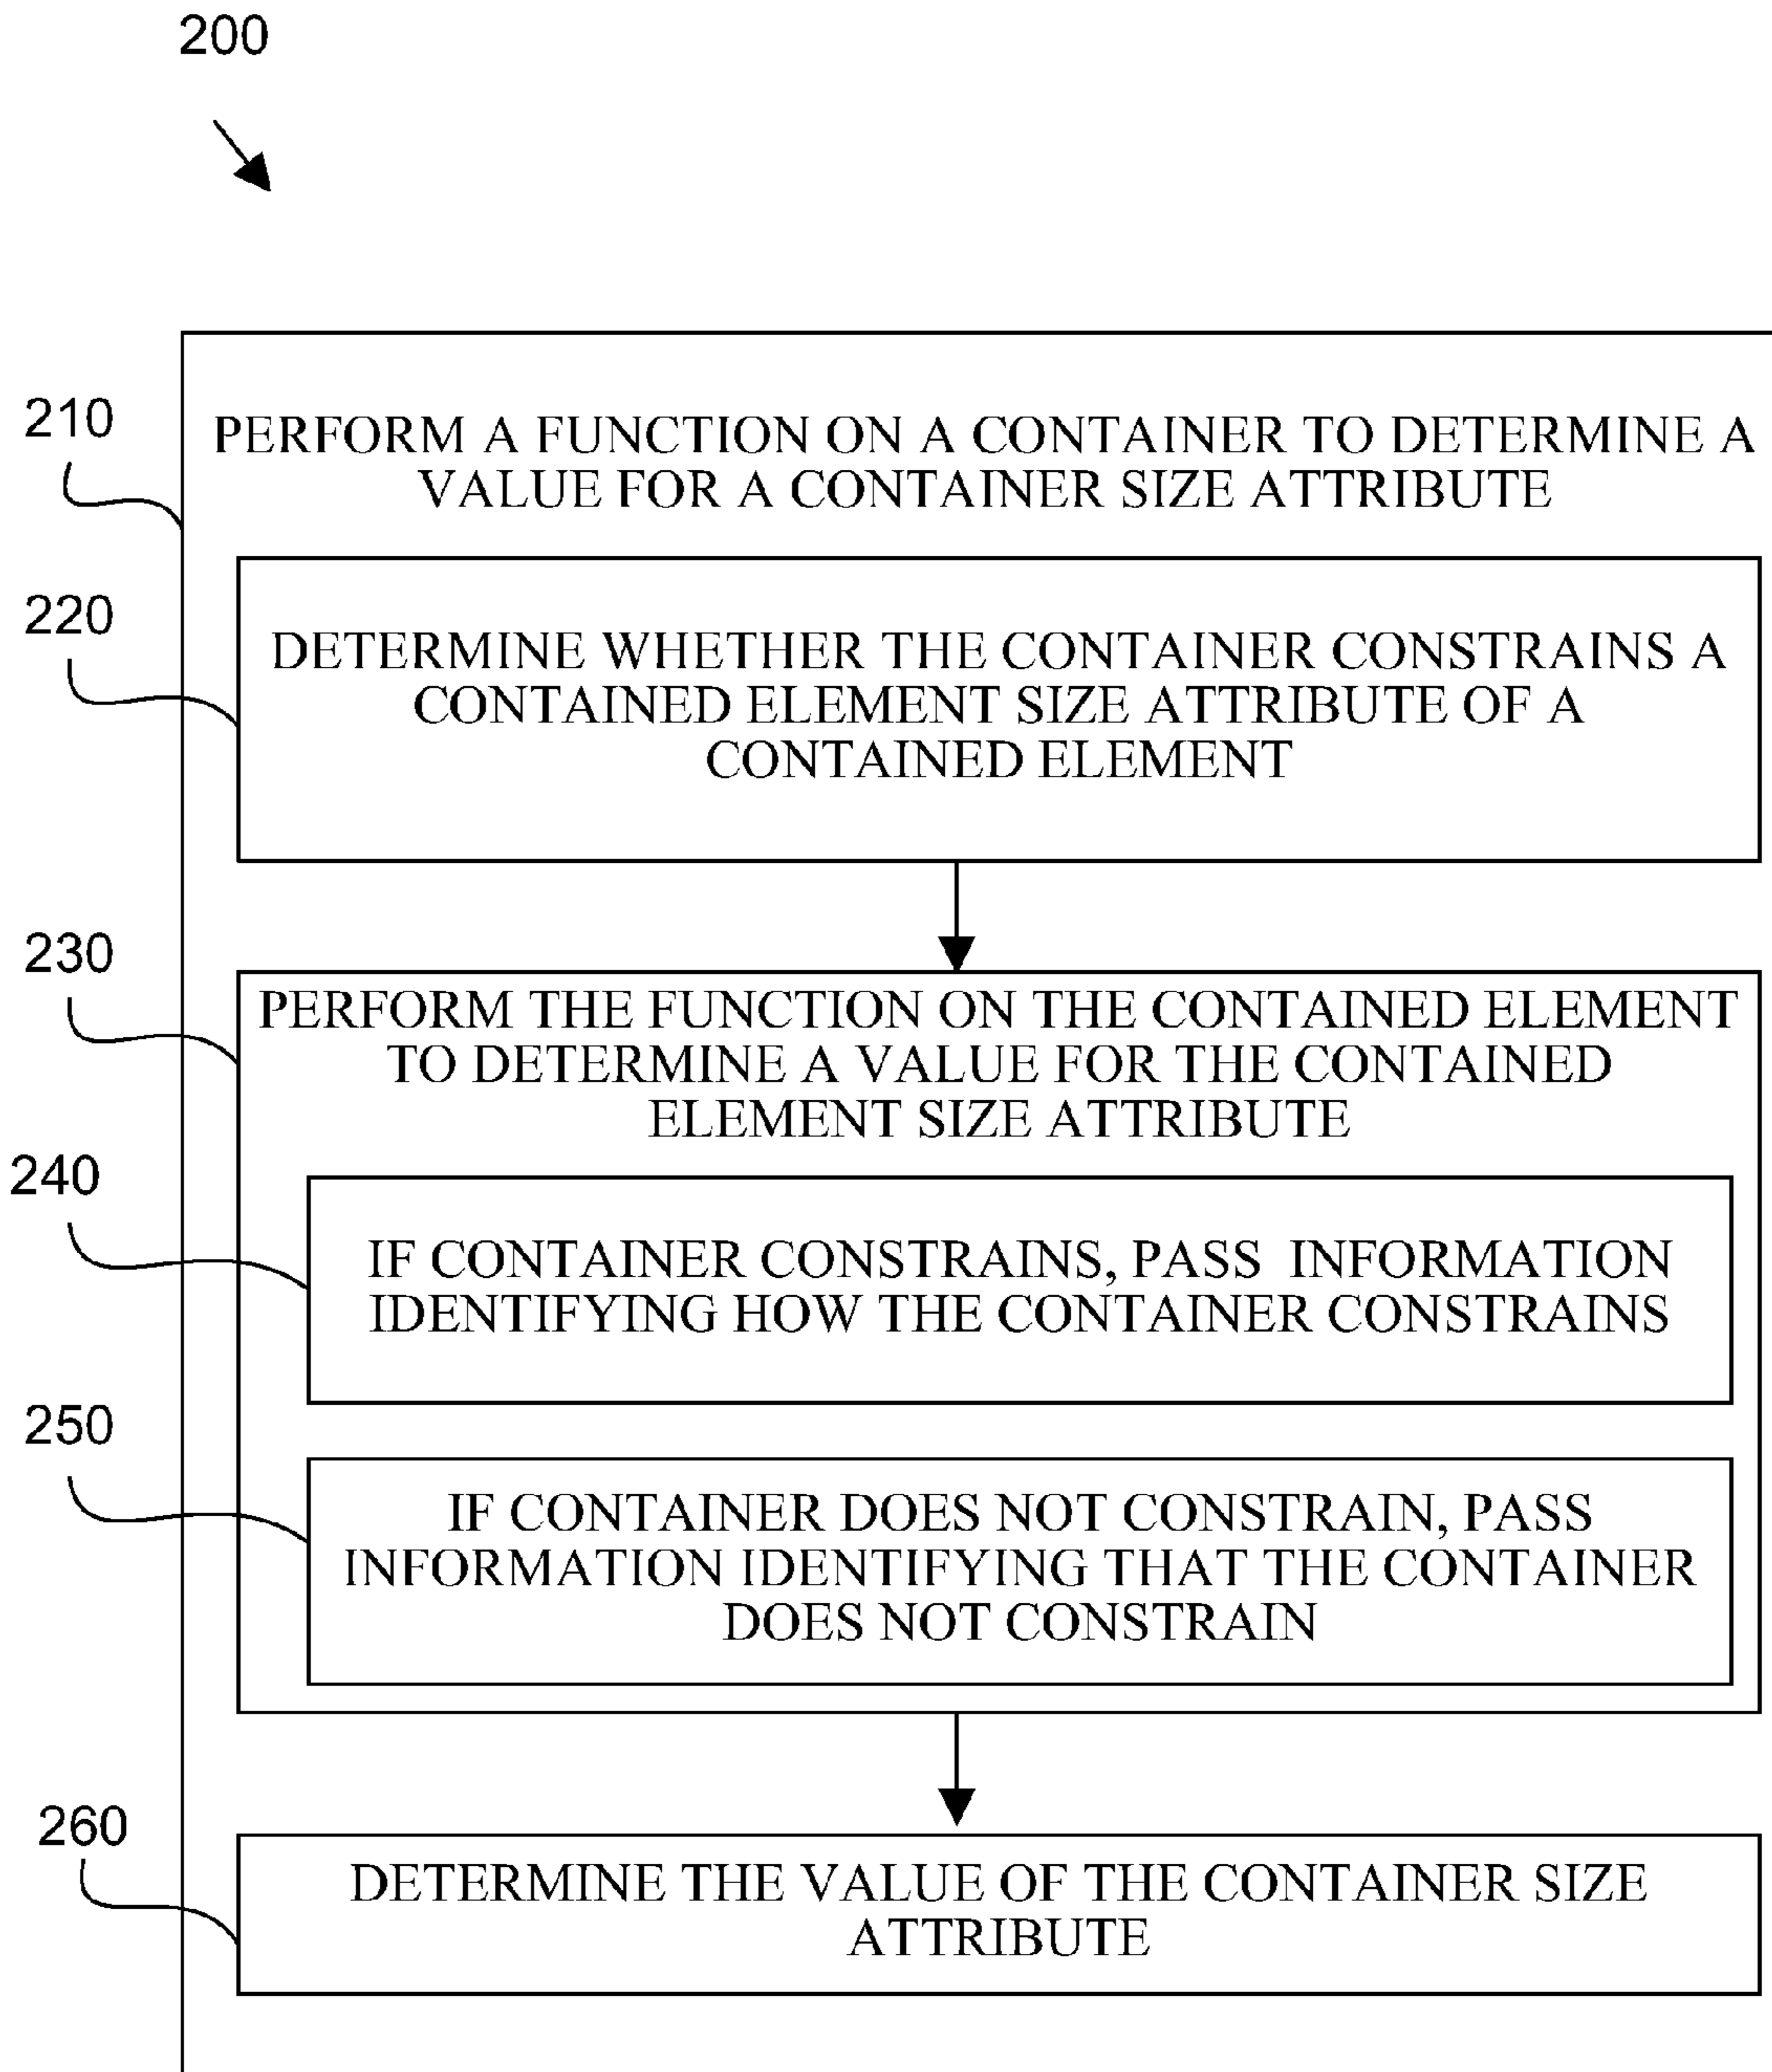 200
210
PERFORM A FUNCTION ON A CONTAINER TO DETERMINE A
VALUE FOR A CONTAINER SIZE ATTRIBUTE
220
DETERMINE WHETHER THE CONTAINER CONSTRAINS A
CONTAINED ELEMENT SIZE ATTRIBUTE OF A
CONTAINED ELEMENT
230
PERFORM THE FUNCTION ON THE CONTAINED ELEMENT
TO DETERMINE A VALUE FOR THE CONTAINED
ELEMENT SIZE ATTRIBUTE
240
IF CONTAINER CONSTRAINS, PASS INFORMATION
IDENTIFYING HOW THE CONTAINER CONSTRAINS
250
IF CONTAINER DOES NOT CONSTRAIN, PASS
INFORMATION IDENTIFYING THAT THE CONTAINER
DOES NOT CONSTRAIN
260
DETERMINE THE VALUE OF THE CONTAINER SIZE
ATTRIBUTE